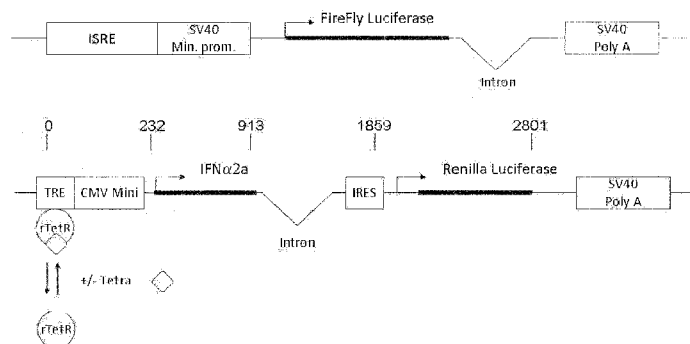 FireFly Luciferase
ISRE
SV40
Min. prom.
SV40
Poly A
Intron
0
232
913
1859
2801
IFNα2a
Renilla Luciferase
TRE
CMV Mini
IRES
SV40
Poly A
rTetR
Intron
+/- Tetra
rTetR